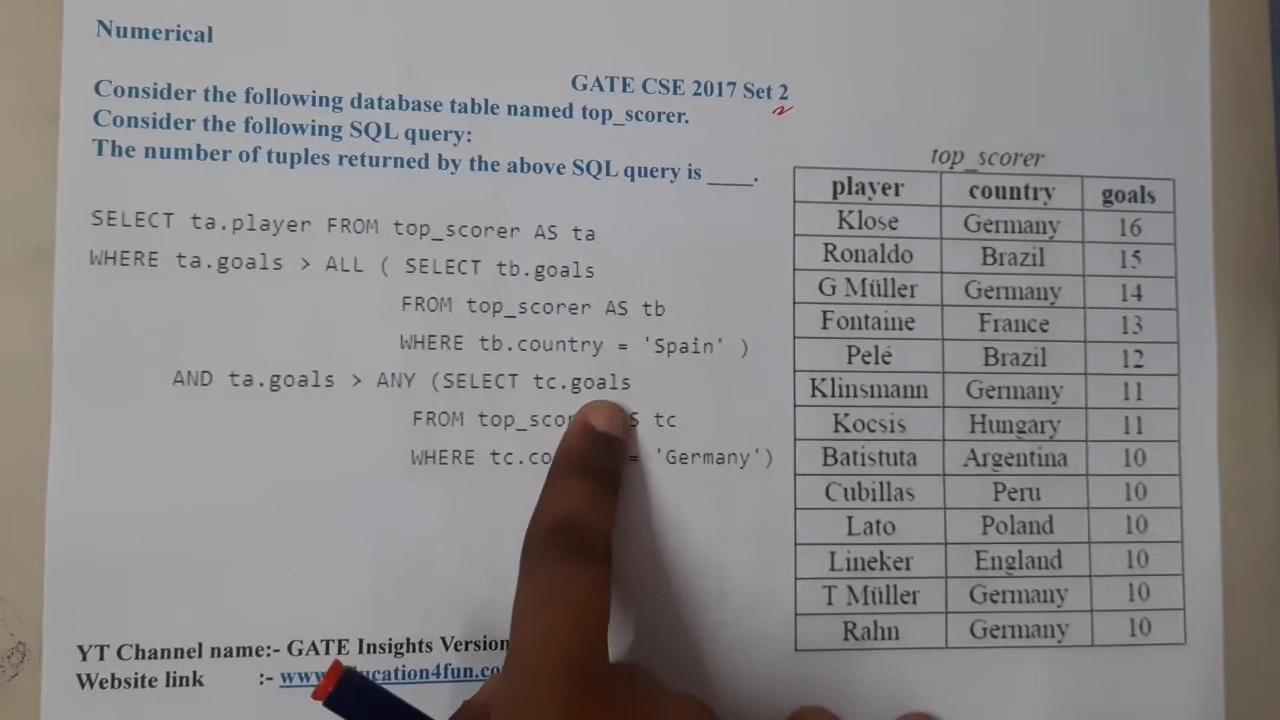 Numerical
GATE CSE 2017 Set 2
Consider the following database table named top_scorer.
Consider the following SQL query:
The number of tuples returned by the above SQL query is ____.
SELECT ta.player FROM top_scorer AS ta
WHERE ta.goals > ALL ( SELECT tb.goals
FROM top_scorer AS tb
WHERE tb.country = 'Spain' )
AND ta.goals > ANY (SELECT tc.goals
FROM tc
WHERE = 'Germany')
top_scorer
player country goals
Klose Germany 16
Ronaldo Brazil 15
G Müller Germany 14
Fontaine France 13
Pelé Brazil 12
Klinsmann Germany 11
Kocsis Hungary 11
Batistuta Argentina 10
Cubillas Peru 10
Lato Poland 10
Lineker England 10
T Müller Germany 10
Rahn Germany 10
YT Channel name:- GATE Insights Version
Website link :-